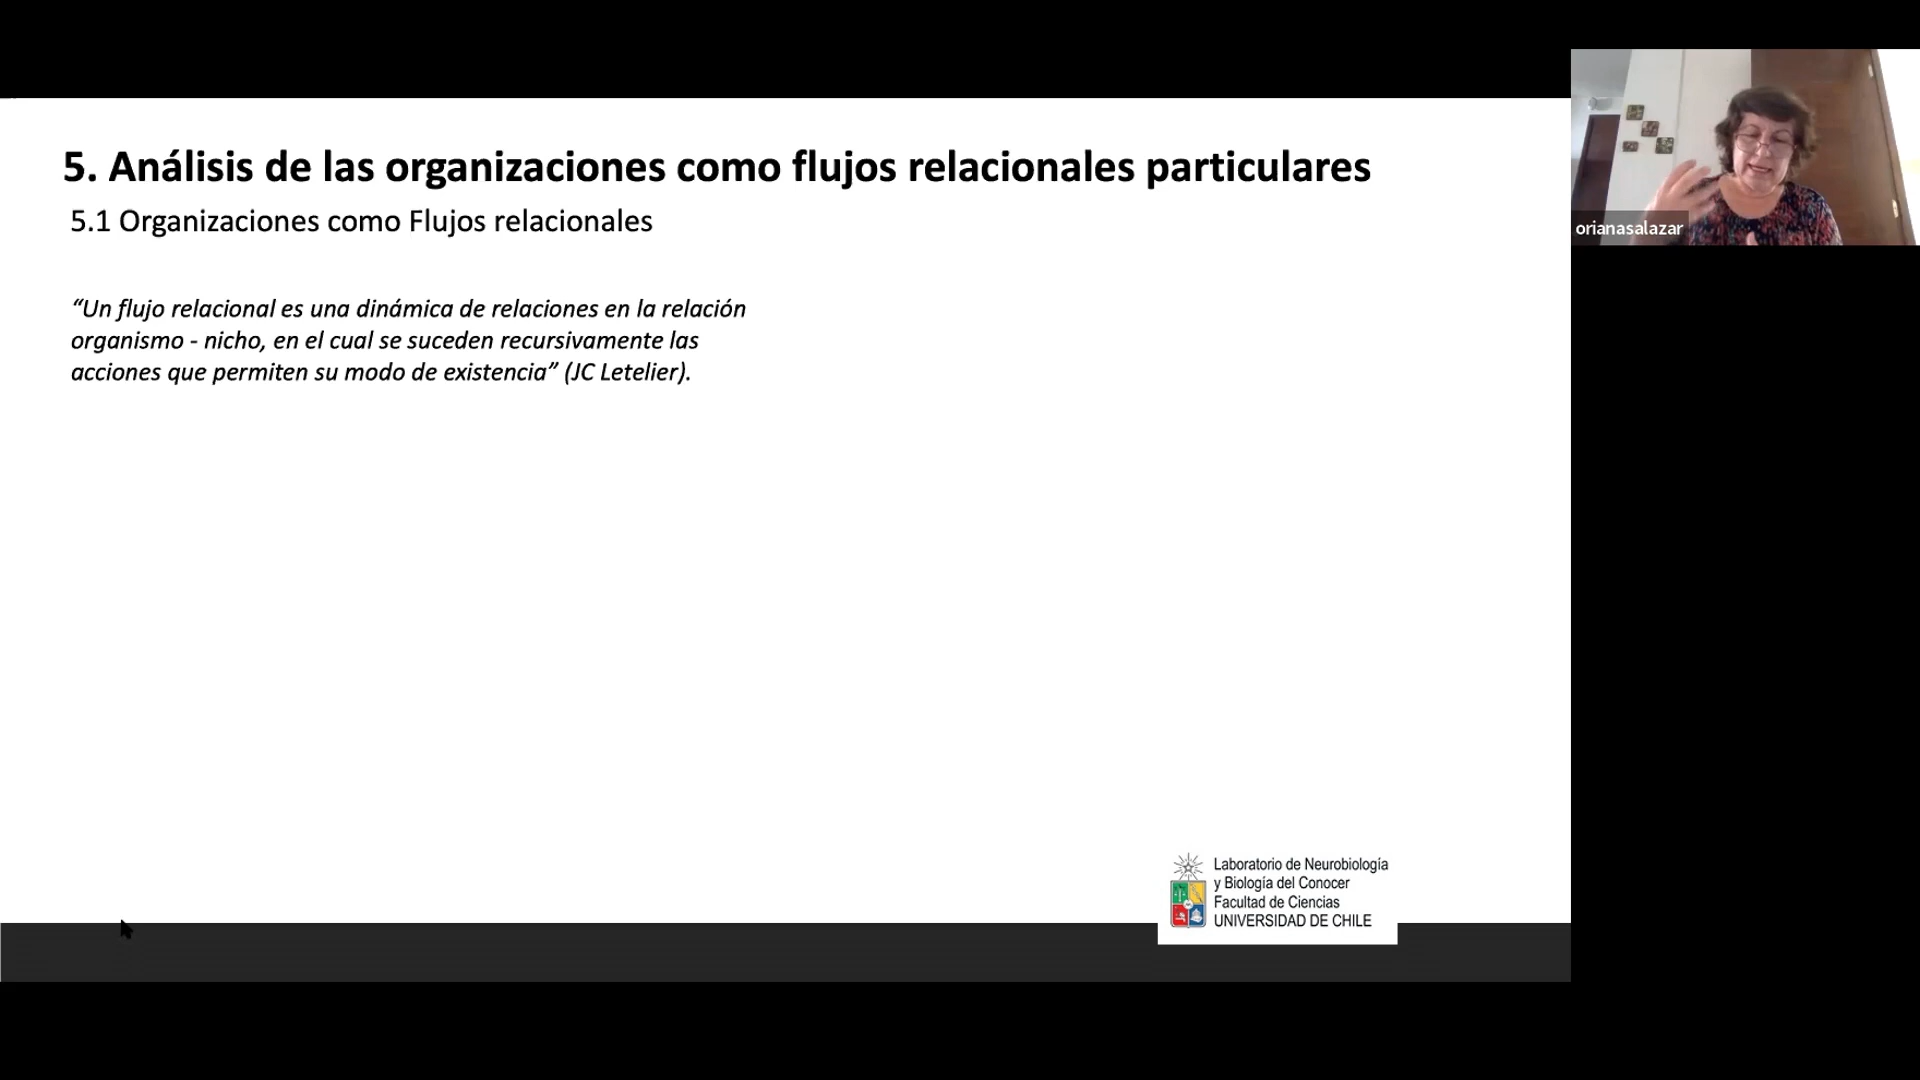 5. Análisis de las organizaciones como flujos relacionales particulares
5.1 Organizaciones como Flujos relacionales
“Un flujo relacional es una dinámica de relaciones en la relación
organismo - nicho, en el cual se suceden recursivamente las
acciones que permiten su modo de existencia” (JC Letelier).
orianasalazar
Laboratorio de Neurobiología
y Biología del Conocer
Facultad de Ciencias
UNIVERSIDAD DE CHILE